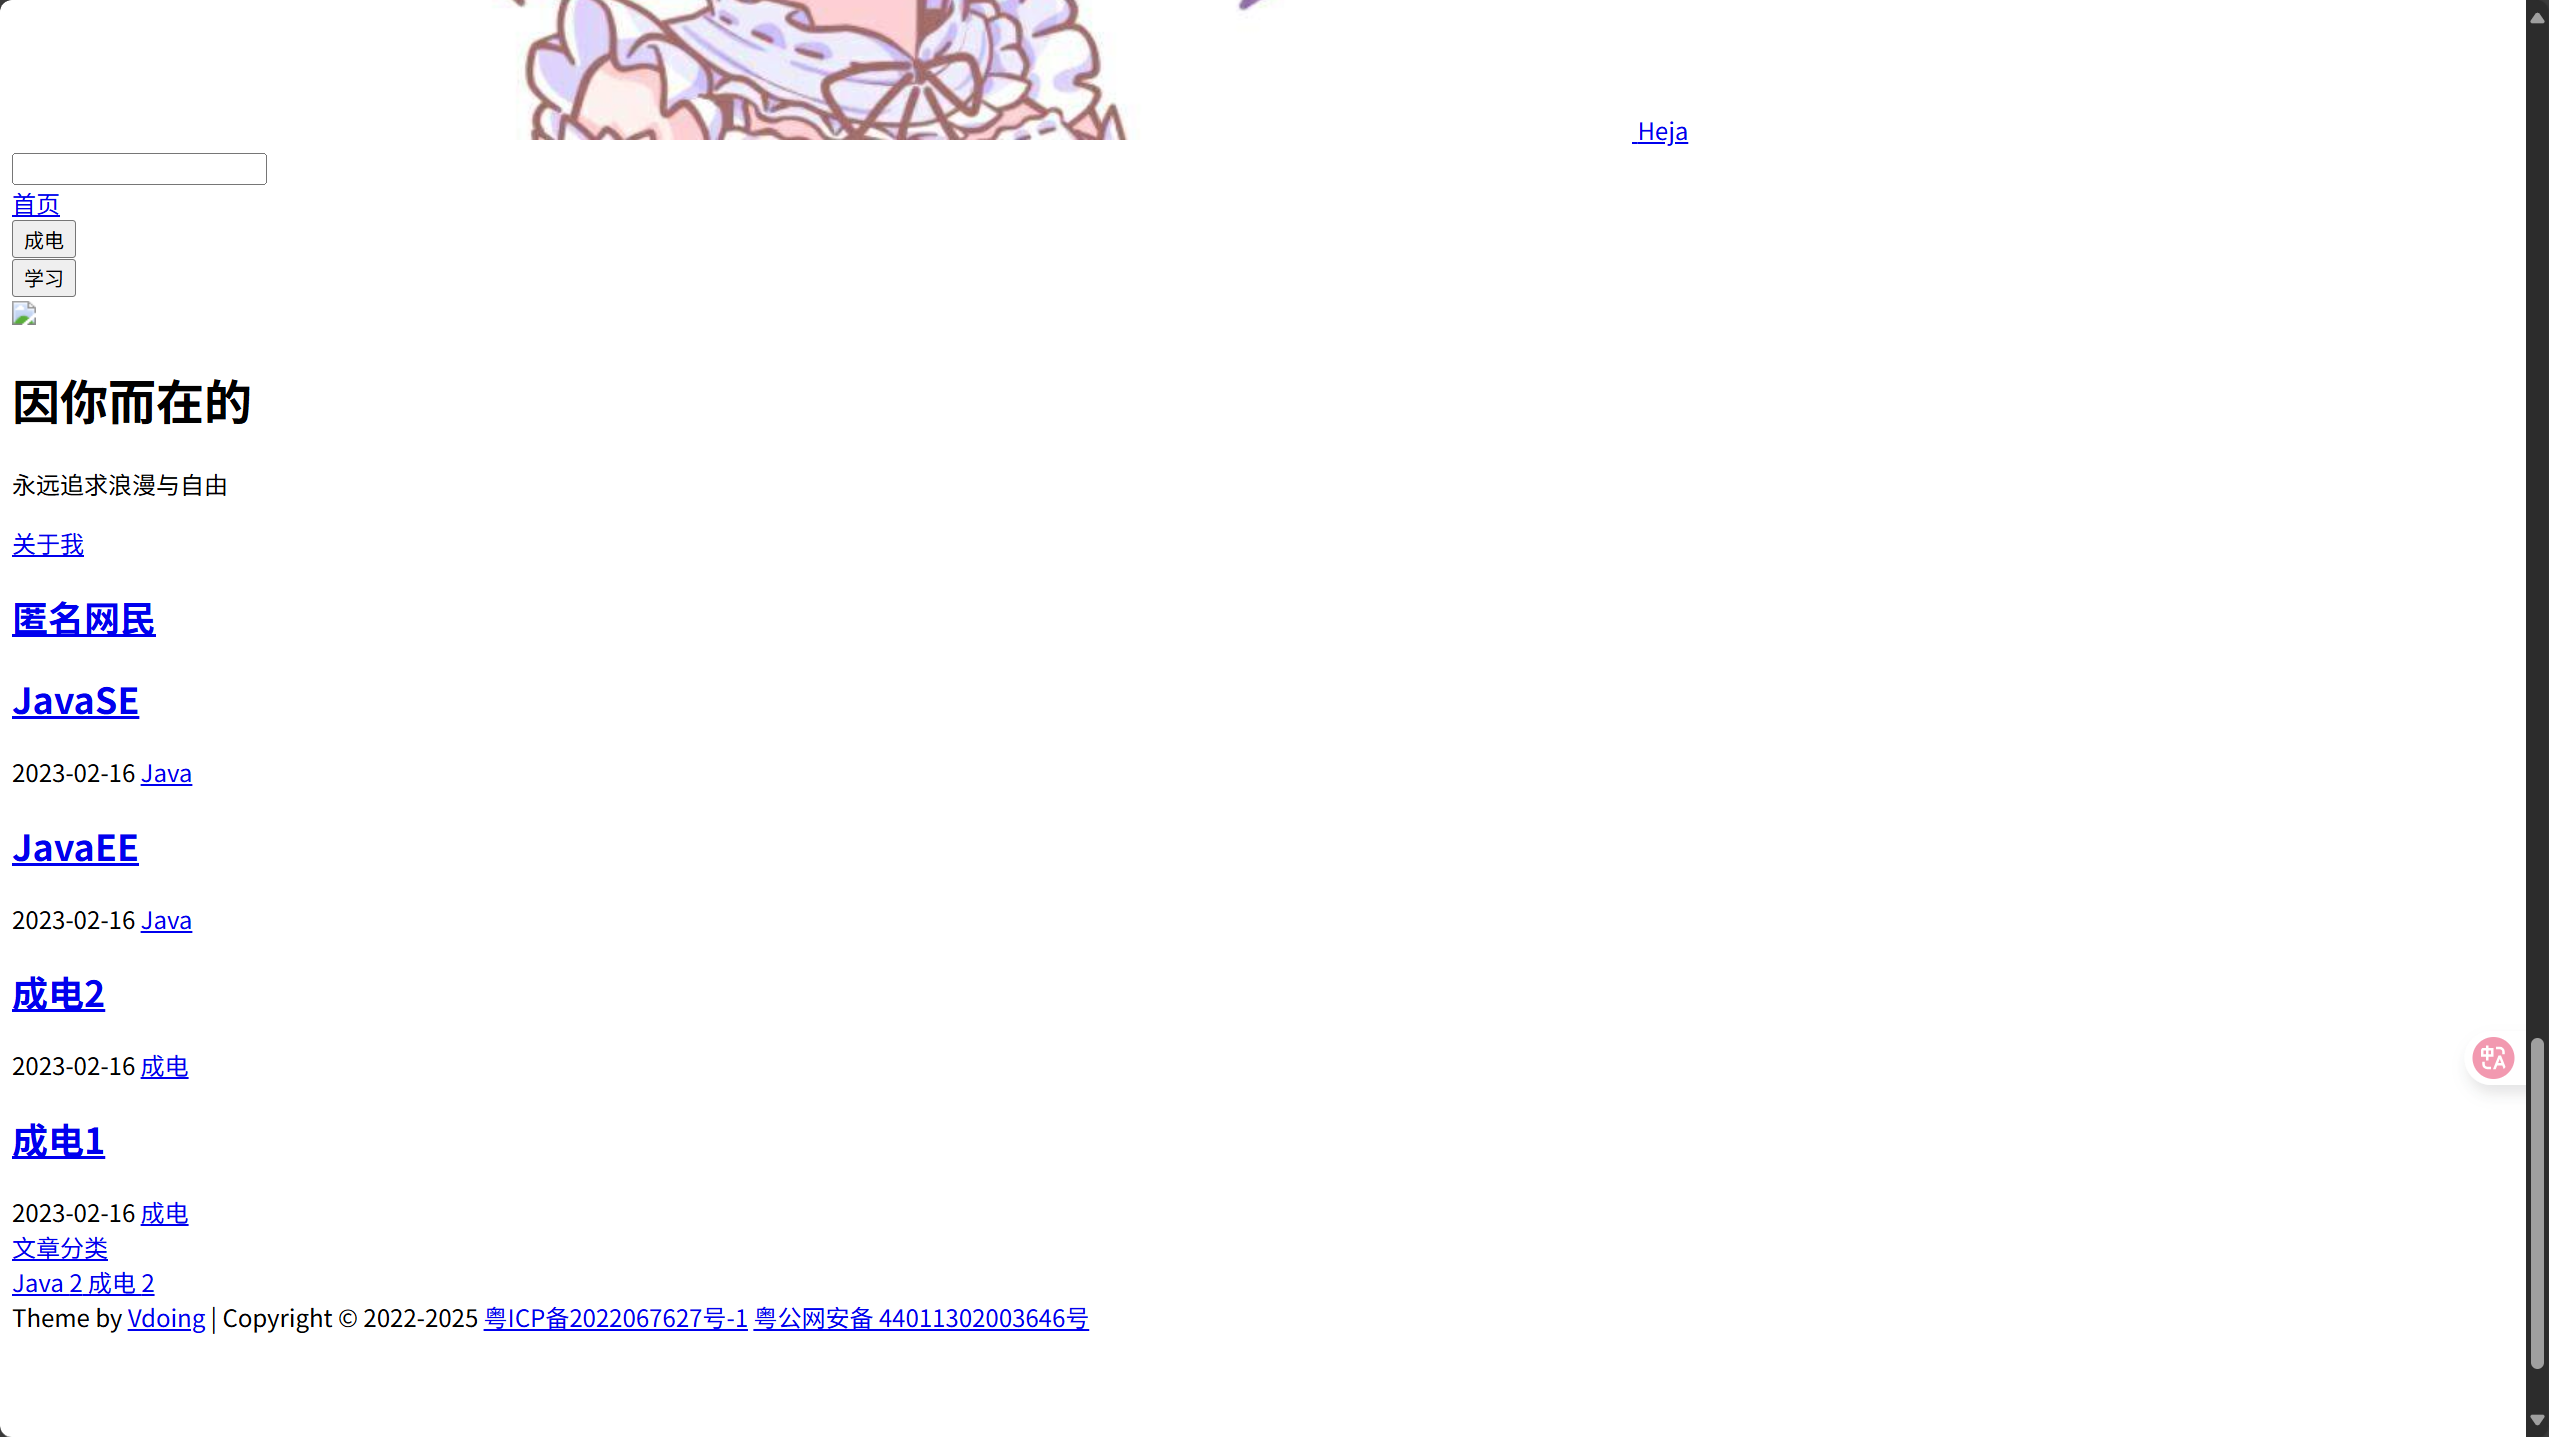 Heja
首页
成电
学习
因你而在的
永远追求浪漫与自由
关于我
匿名网民
JavaSE
2023-02-16 Java
JavaEE
2023-02-16 Java
成电2
2023-02-16 成电
成电1
2023-02-16 成电
文章分类
Java 2 成电 2
Theme by Vdoing | Copyright © 2022-2025 粤ICP备2022067627号-1 粤公网安备 44011302003646号
中A